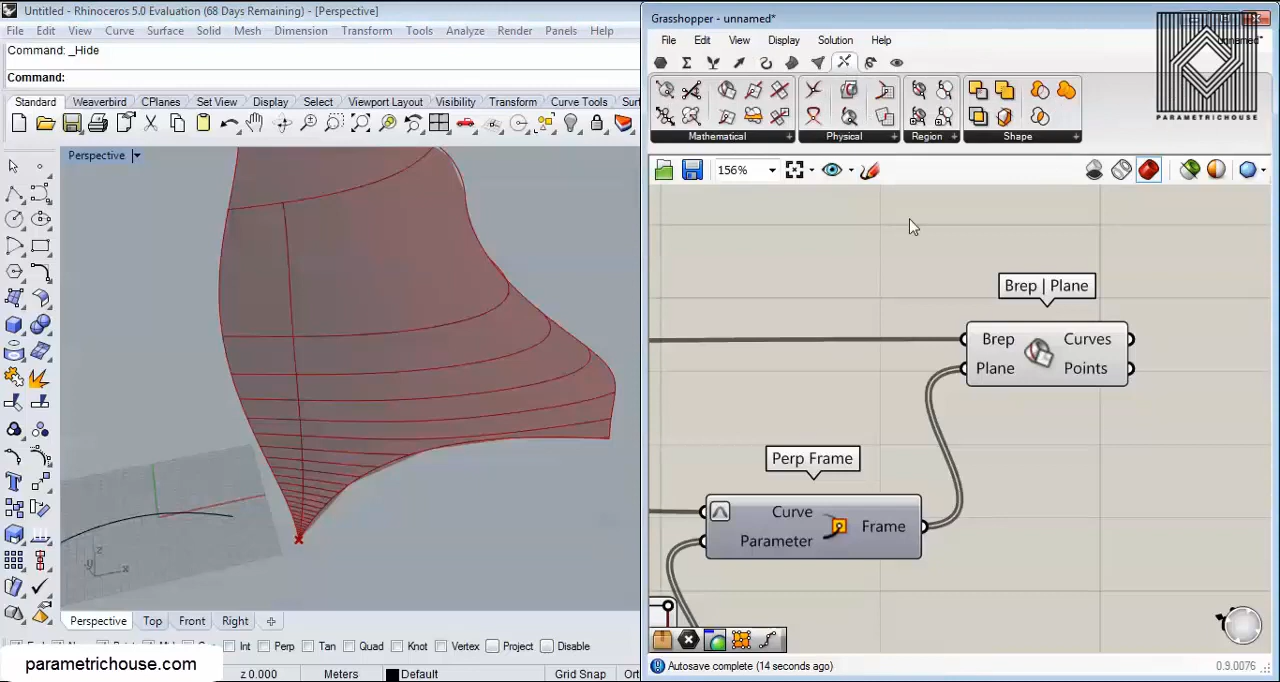 Untitled - Rhinoceros 5.0 Evaluation (68 Days Remaining) - [Perspective]
File Edit View Curve Surface Solid Mesh Dimension Transform Tools Analyze Render Panels Help
Command: _Hide
Command:
Standard Weaverbird CPlanes Set View Display Select Viewport Layout Visibility Transform Curve Tools Sur
Perspective
z
y
x
Perspective Top Front Right
Int Perp Tan Quad Knot Vertex Project Disable
parametrichouse.com
z 0.000 Meters Default Grid Snap Ort
Grasshopper - unnamed*
File Edit View Display Solution Help
unnamed*
PARAMETRICHOUSE
Mathematical Physical Region Shape
156%
Brep | Plane
Brep Curves
Plane Points
Perp Frame
Curve
Parameter
Frame
Autosave complete (14 seconds ago)
0.9.0076